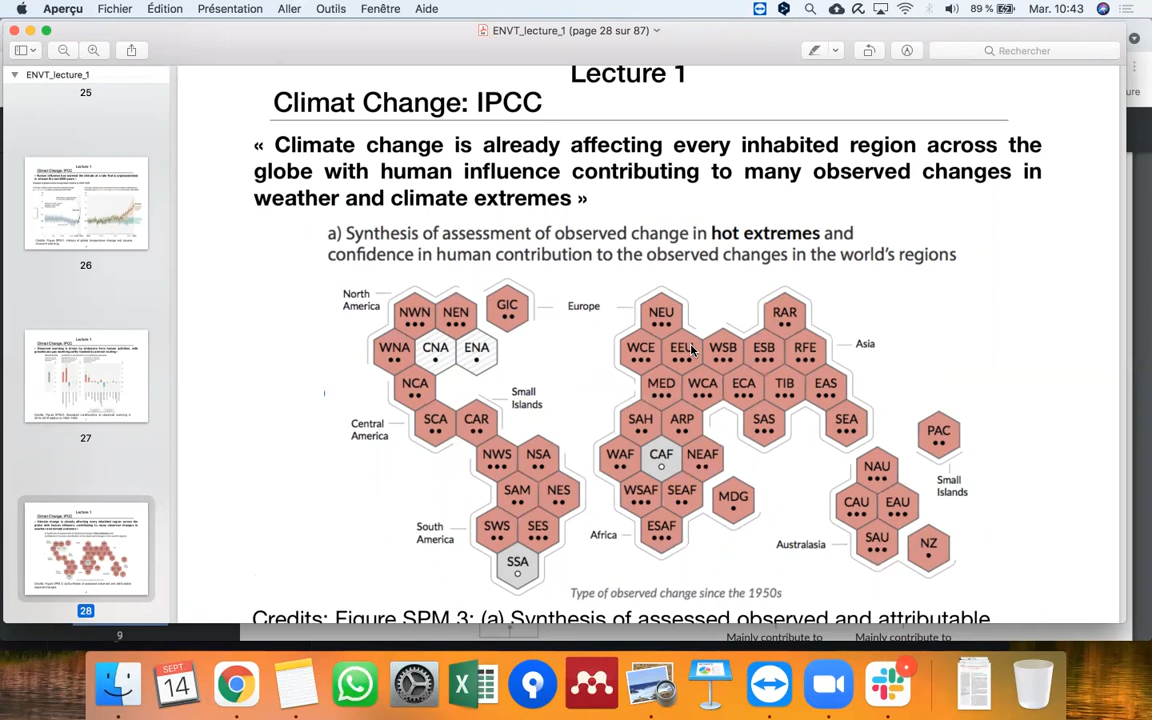 Aperçu Fichier Édition Présentation Aller Outils Fenêtre Aide 89 % Mar. 10:43
ENVT_lecture_1 (page 28 sur 87)
Rechercher
ENVT_lecture_1
25
26
27
28
Lecture 1
Climat Change: IPCC
« Climate change is already affecting every inhabited region across the
globe with human influence contributing to many observed changes in
weather and climate extremes »
a) Synthesis of assessment of observed change in hot extremes and
confidence in human contribution to the observed changes in the world's regions
North
America
GIC
Europe
NWN NEN
NEU
RAR
WNA CNA ENA
WCE EEU WSB ESB RFE
Asia
NCA
Small
Islands
MED WCA ECA TIB EAS
Central
America
SCA CAR
SAH ARP SAS SEA
PAC
NWS NSA
WAF CAF NEAF
NAU
Small
Islands
SAM NES
WSAF SEAF MDG
CAU EAU
South
America
SWS SES
Africa
ESAF
Australasia
SAU NZ
SSA
Type of observed change since the 1950s
Credits: Figure SPM.3: (a) Synthesis of assessed observed and attributable
9
Mainly contribute to Mainly contribute to
SEPT.
14